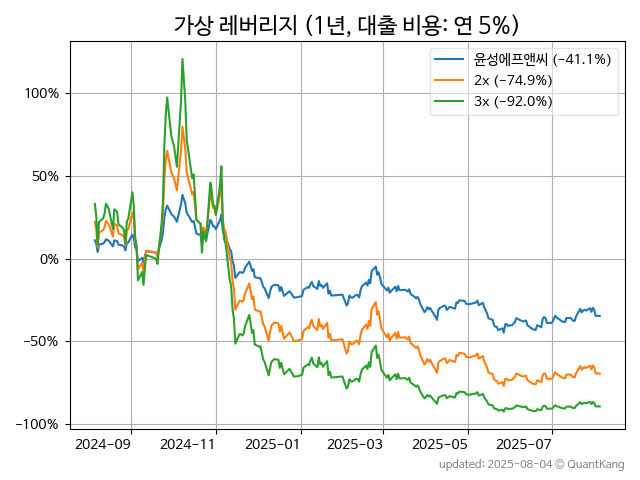 가상 레버리지 (1년, 대출 비용: 연 5%)
윤성에프앤씨 (-41.1%)
2x (-74.9%)
3x (-92.0%)
100%
50%
0%
−50%
−100%
2024-09 2024-11 2025-01 2025-03 2025-05 2025-07
updated: 2025-08-04 © QuantKang